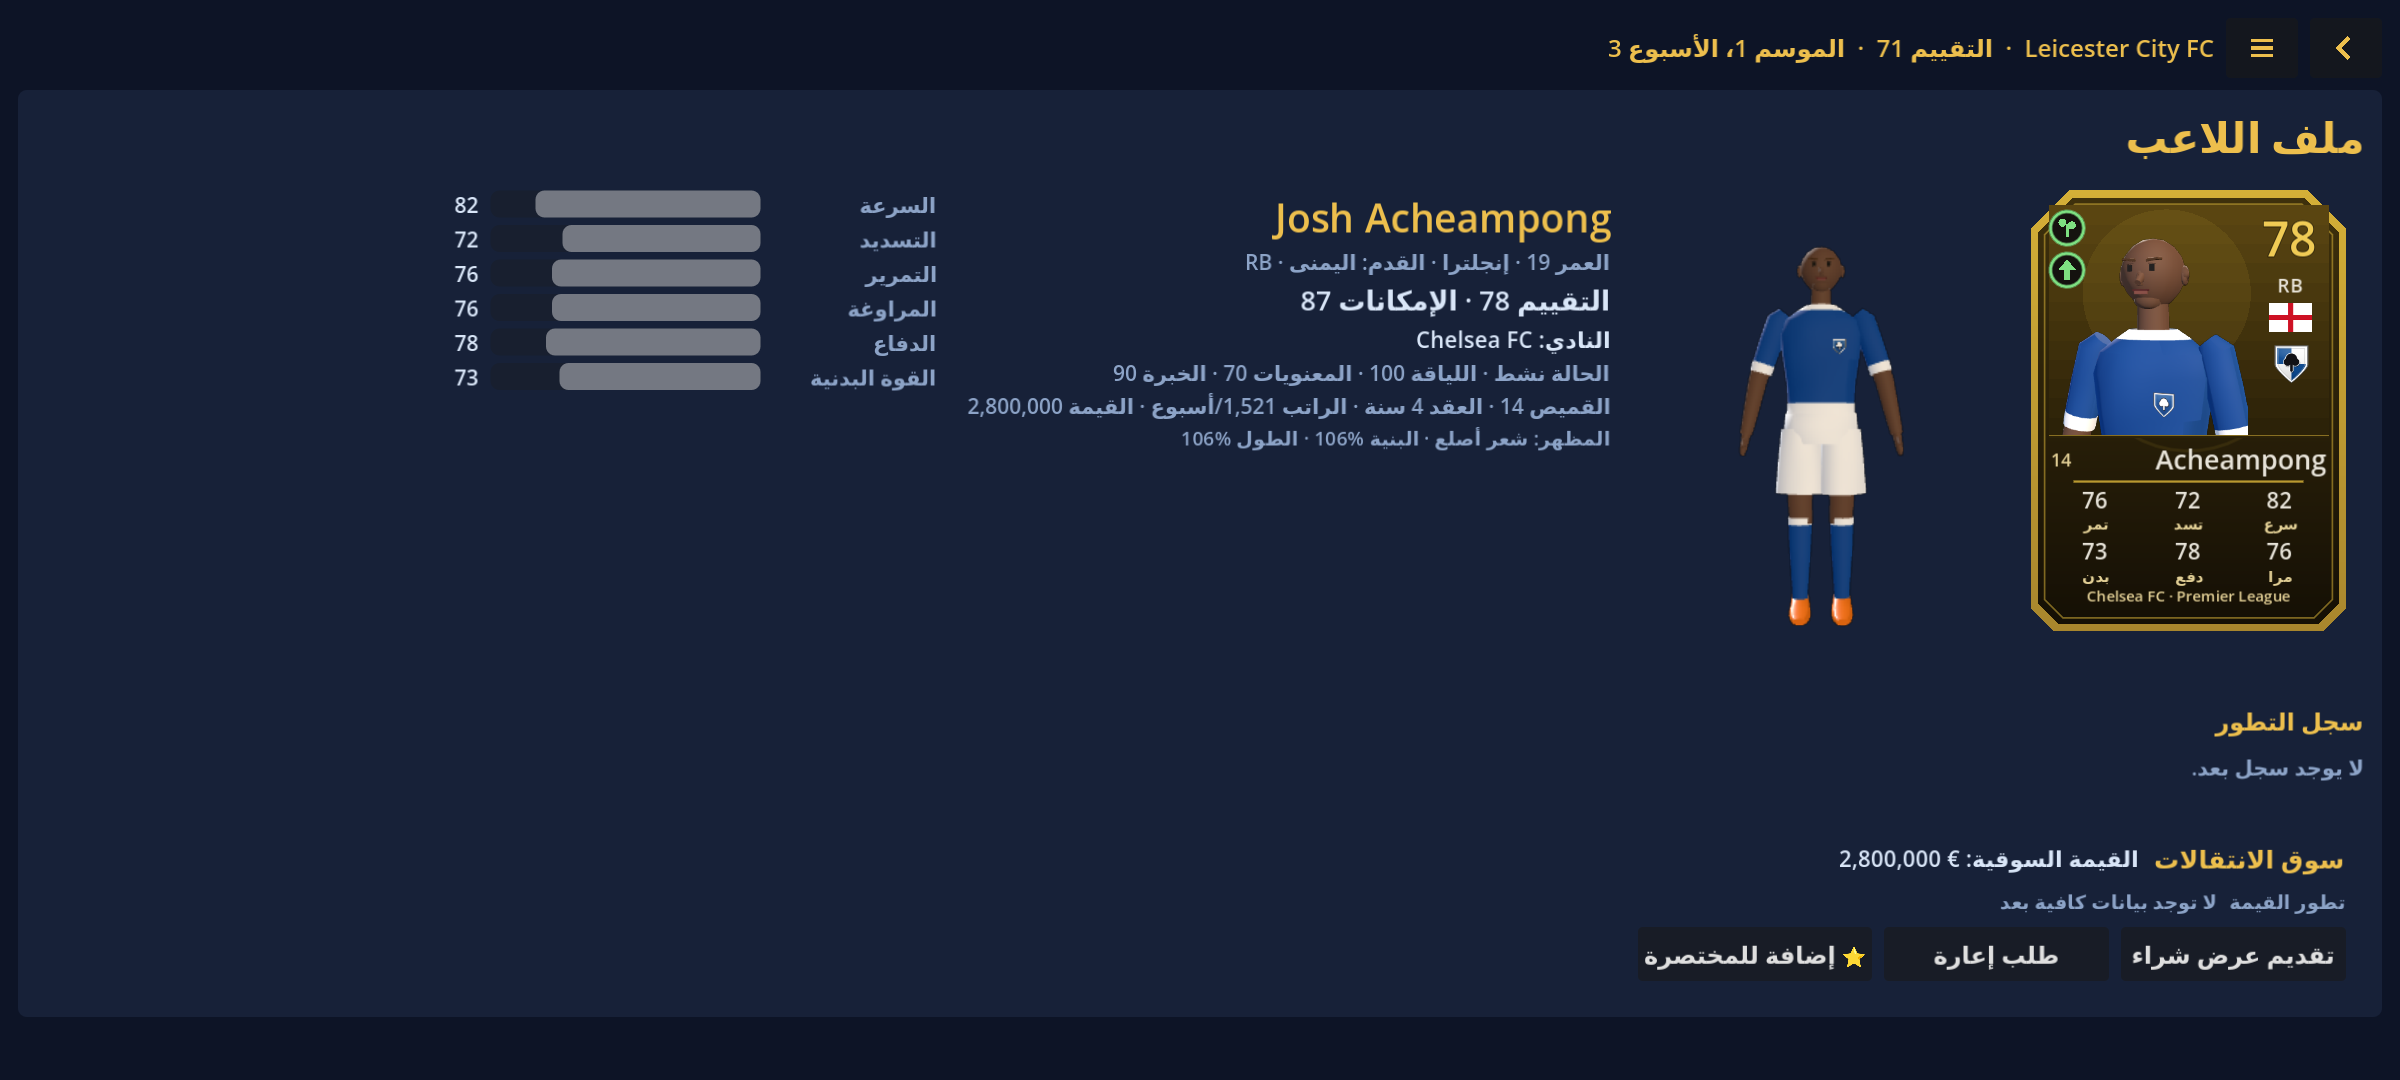 Leicester City FC · التقييم 71 · الموسم 1، الأسبوع 3
ملف اللاعب
78
RB
14 Acheampong
82 72 76
سرع تسد تمر
76 78 73
مرا دفع بدن
Chelsea FC · Premier League
Josh Acheampong
العمر 19 · إنجلترا · القدم: اليمنى · RB
التقييم 78 · الإمكانات 87
النادي: Chelsea FC
الحالة نشط · اللياقة 100 · المعنويات 70 · الخبرة 90
القميص 14 · العقد 4 سنة · الراتب 1,521/أسبوع · القيمة 2,800,000
المظهر: شعر أصلع · البنية 106% · الطول 106%
السرعة 82
التسديد 72
التمرير 76
المراوغة 76
الدفاع 78
القوة البدنية 73
سجل التطور
لا يوجد سجل بعد.
سوق الانتقالات القيمة السوقية: € 2,800,000
تطور القيمة لا توجد بيانات كافية بعد
تقديم عرض شراء
طلب إعارة
⭐ إضافة للمختصرة